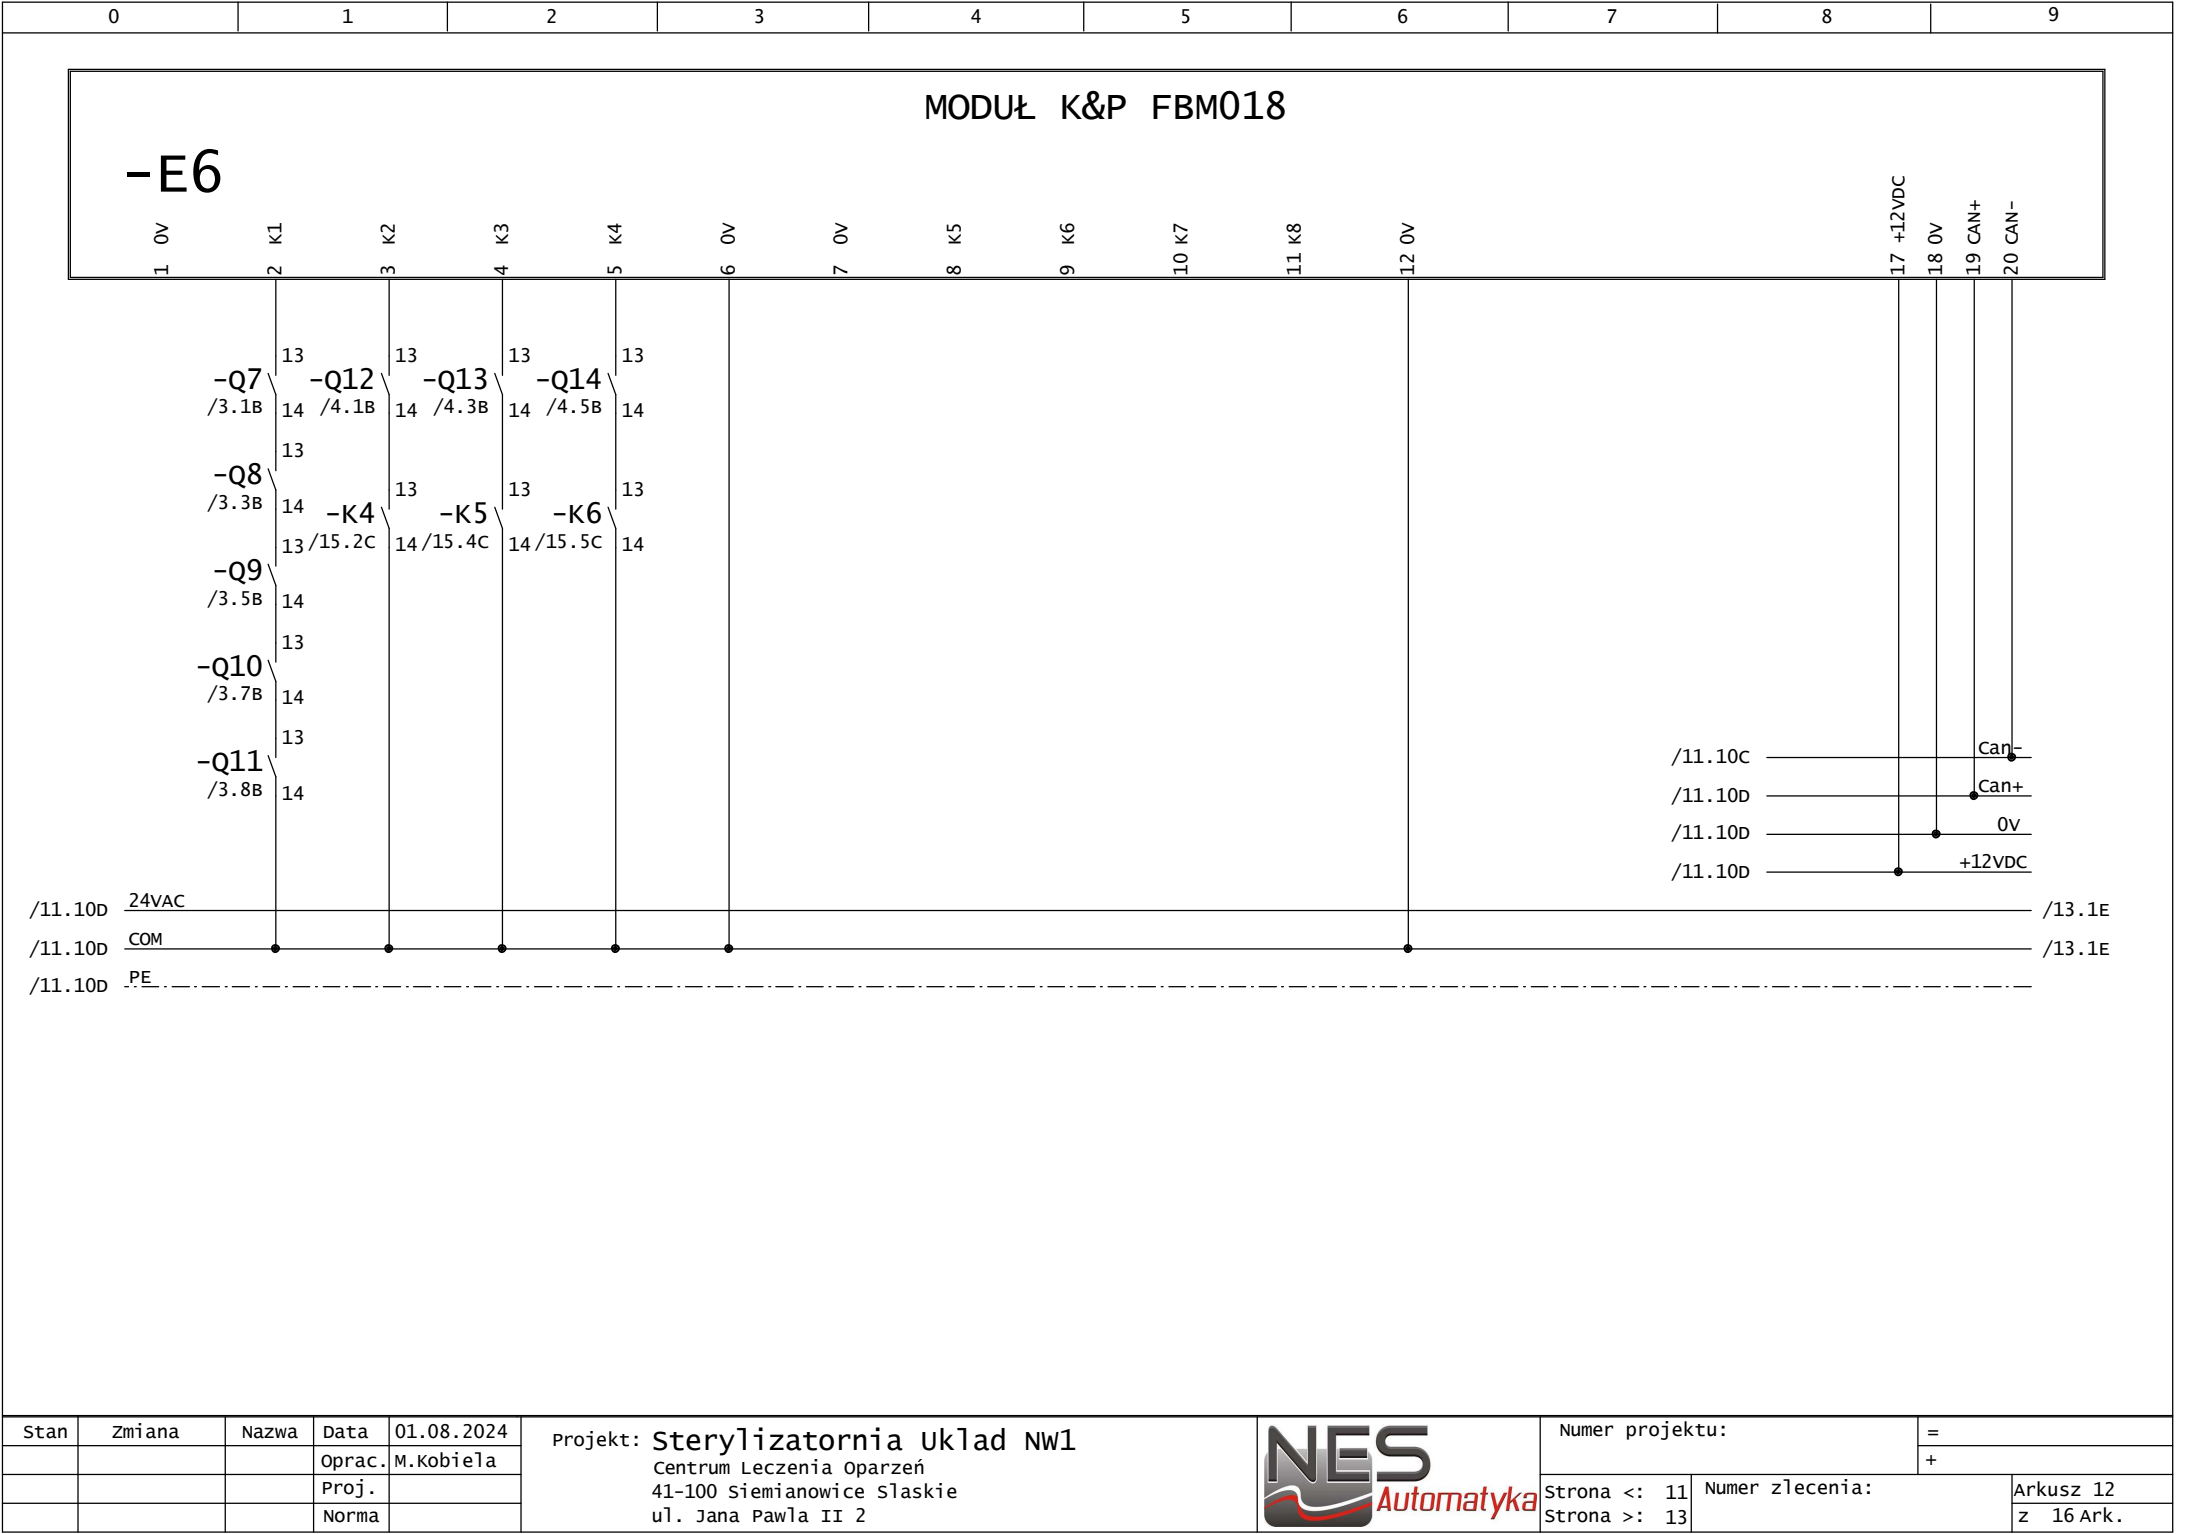 0 1 2 3 4 5 6 7 8 9
MODUŁ K&P FBM018
-E6
1 0V
2 K1
3 K2
4 K3
5 K4
6 0V
7 0V
8 K5
9 K6
10 K7
11 K8
12 0V
17 +12VDC
18 0V
19 CAN+
20 CAN-
13 13 13 13
-Q7 -Q12 -Q13 -Q14
/3.1B 14 /4.1B 14 /4.3B 14 /4.5B 14
13
-Q8
/3.3B 14
13 13 13
-K4 -K5 -K6
/15.2C 14 /15.4C 14 /15.5C 14
13
-Q9
/3.5B 14
13
-Q10
/3.7B 14
13
-Q11
/3.8B 14
/11.10C Can-
/11.10D Can+
/11.10D 0V
/11.10D +12VDC
/11.10D 24VAC /13.1E
/11.10D COM /13.1E
/11.10D PE
Stan Zmiana Nazwa Data 01.08.2024
Oprac. M.Kobiela
Proj.
Norma
Projekt: Sterylizatornia Uklad NW1
Centrum Leczenia Oparzeń
41-100 Siemianowice Slaskie
ul. Jana Pawla II 2
NES
Automatyka
Numer projektu:
=
+
Strona <: 11
Strona >: 13
Numer zlecenia:
Arkusz 12
z 16 Ark.